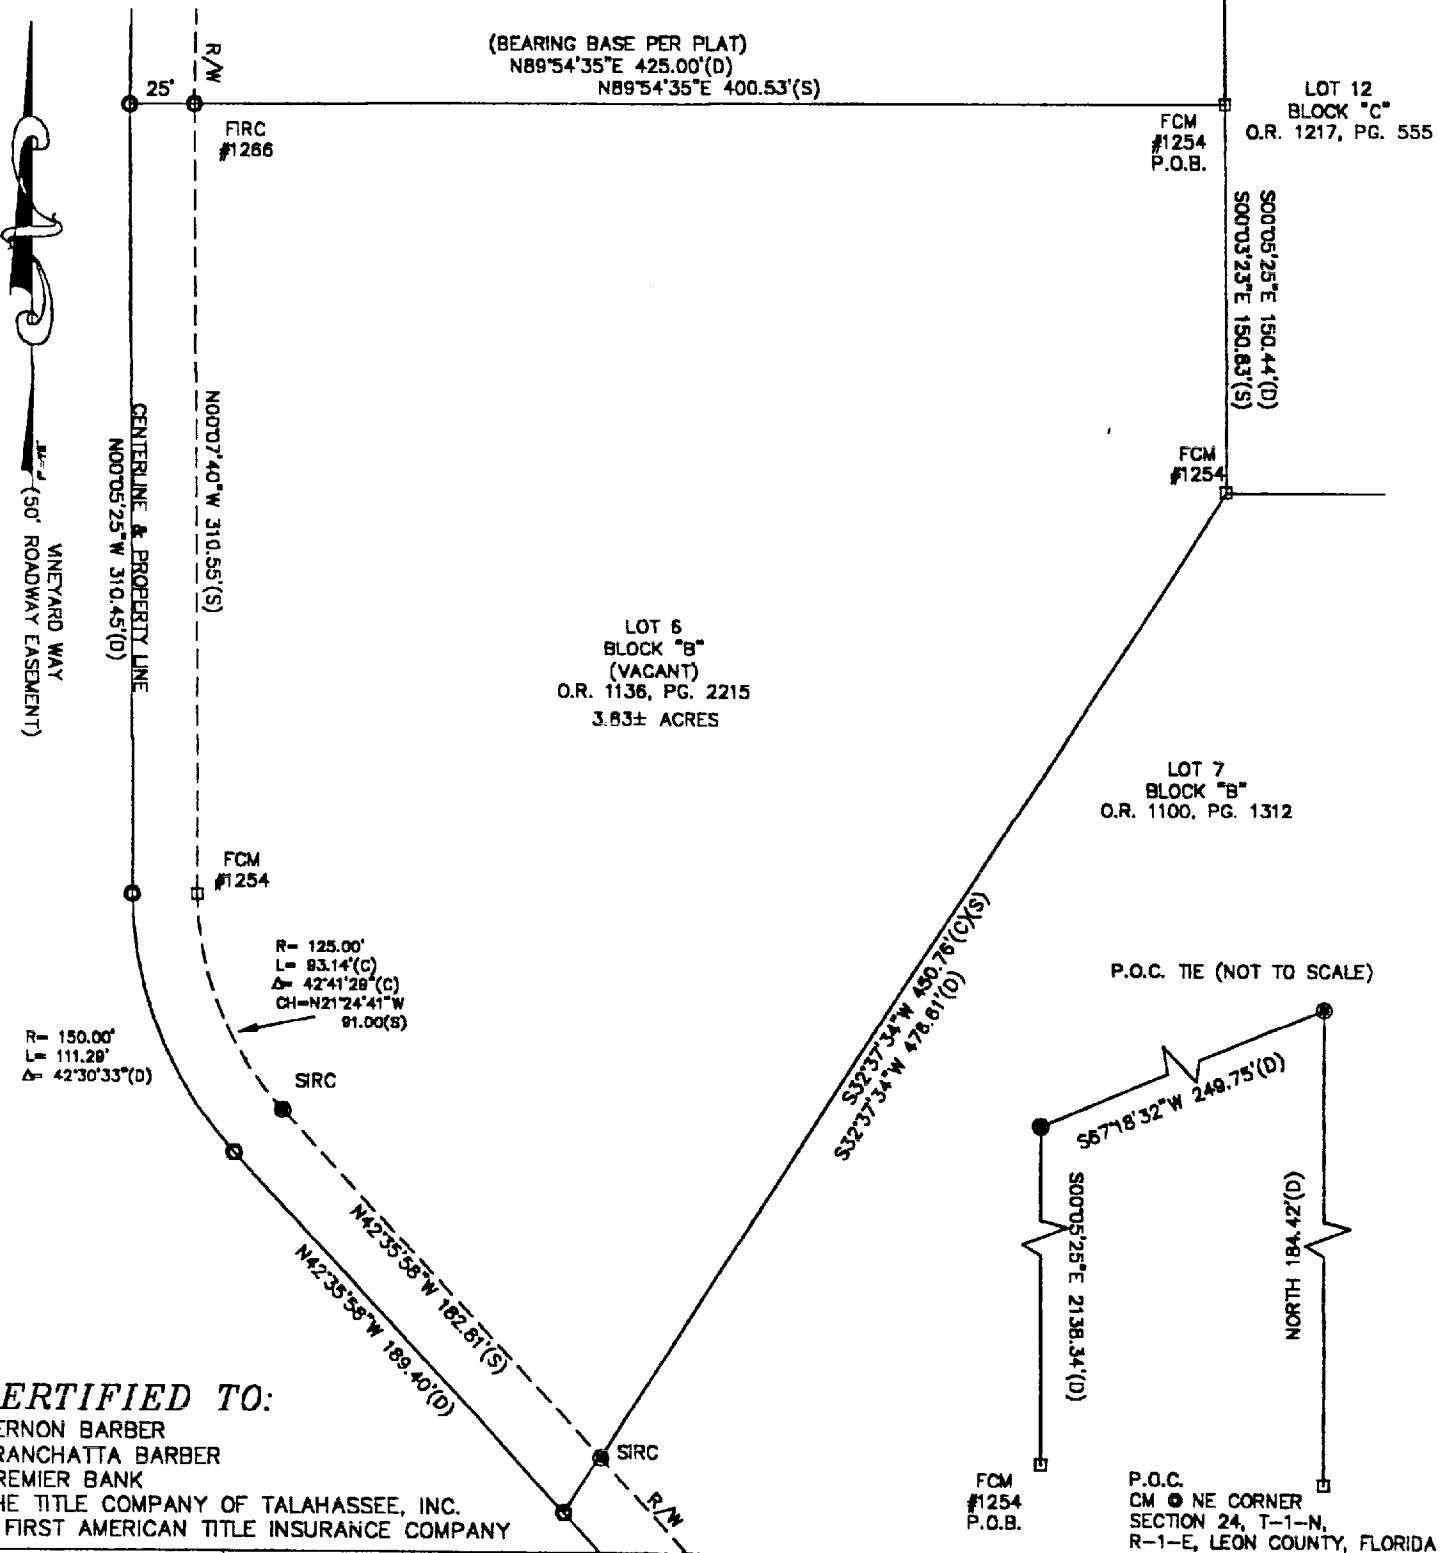 (BEARING BASE PER PLAT)
N89°54'35"E 425.00'(D)
N89°54'35"E 400.53'(S)
25'
R/W
FIRC
#1266
FCM
#1254
P.O.B.
LOT 12
BLOCK "C"
O.R. 1217, PG. 555
S00°05'25"E 150.44'(D)
S00°03'23"E 150.83'(S)
FCM
#1254
CENTERLINE & PROPERTY LINE
N00°05'25"W 310.45'(D)
N00°07'40"W 310.55'(S)
VINEYARD WAY
(50' ROADWAY EASEMENT)
LOT 6
BLOCK "B"
(VACANT)
O.R. 1136, PG. 2215
3.83± ACRES
LOT 7
BLOCK "B"
O.R. 1100, PG. 1312
FCM
#1254
R= 125.00'
L= 93.14'(C)
Δ= 42°41'29"(C)
CH=N21°24'41"W
91.00(S)
R= 150.00'
L= 111.29'
Δ= 42°30'33"(D)
SIRC
S32°37'34"W 450.76'(C)(S)
S32°37'34"W 478.61'(D)
P.O.C. TIE (NOT TO SCALE)
S67°18'32"W 249.75'(D)
S00°05'25"E 2138.34'(D)
NORTH 184.42'(D)
N42°35'58"W 182.81'(S)
N42°35'58"W 189.40'(D)
SIRC
R/W
FCM
#1254
P.O.B.
P.O.C.
CM @ NE CORNER
SECTION 24, T-1-N,
R-1-E, LEON COUNTY, FLORIDA
ERTIFIED TO:
ERNON BARBER
RANCHATTA BARBER
REMIER BANK
HE TITLE COMPANY OF TALAHASSEE, INC.
FIRST AMERICAN TITLE INSURANCE COMPANY